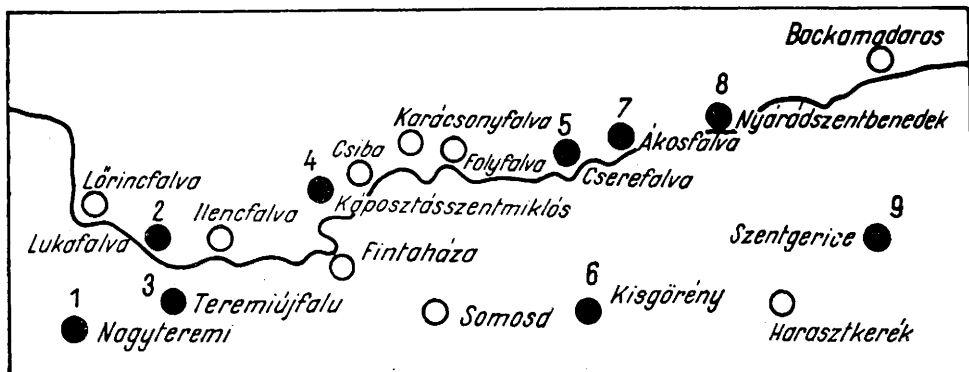 Backamadaras
8
Nyárádszentbenedek
7
Ákosfalva
Karácsonyfalva
5
Csiba
Folyfalva
Cserefalva
4
Káposztásszentmiklós
Lőrincfalva
2
Ilencfalva
Lukafalva
Fintaháza
9
Szentgerice
3
Teremiújfalu
1
Nagyteremi
Somosd
6
Kisgörény
Harasztkerék